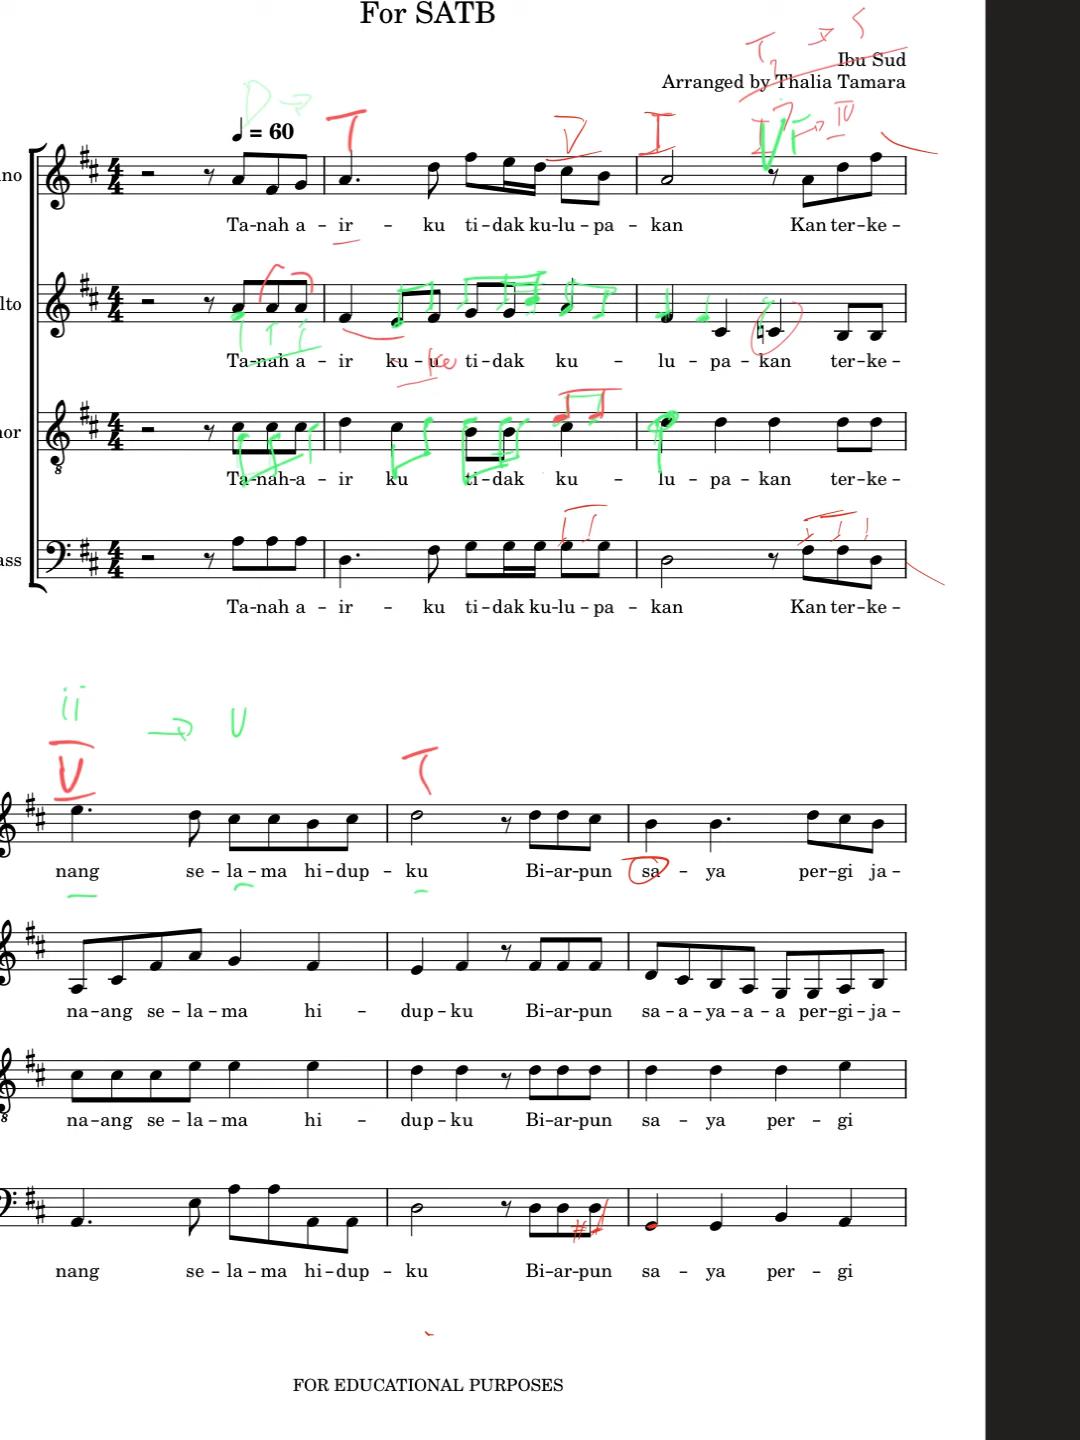 For SATB
Ibu Sud
Arranged by Thalia Tamara
= 60
no
Ta-nah a - ir - ku ti-dak ku-lu-pa - kan Kan ter-ke-
lto
Ta-nah a - ir ku - u ti-dak ku - lu - pa - kan ter-ke-
ke
nor
Ta-nah-a - ir ku ti-dak ku - lu - pa - kan ter-ke-
8
ass
Ta-nah a - ir - ku ti-dak ku-lu-pa - kan Kan ter-ke-
ii → V
V
nang se - la - ma hi-dup - ku Bi-ar-pun sa - ya per-gi ja-
na-ang se - la - ma hi - dup - ku Bi-ar-pun sa - a - ya - a - a per-gi-ja-
na-ang se - la - ma hi - dup - ku Bi-ar-pun sa - ya per - gi
8
nang se - la - ma hi-dup - ku Bi-ar-pun sa - ya per - gi
FOR EDUCATIONAL PURPOSES